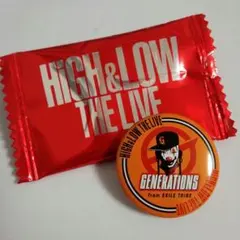 HiGH&LOW
THE LIVE
HiGH&LOW THE LIVE
G
GENERATIONS
from EXILE TRIBE